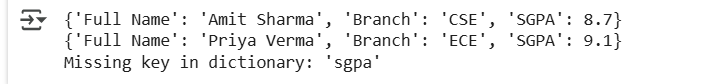 {'Full Name': 'Amit Sharma', 'Branch': 'CSE', 'SGPA': 8.7}
{'Full Name': 'Priya Verma', 'Branch': 'ECE', 'SGPA': 9.1}
Missing key in dictionary: 'sgpa'